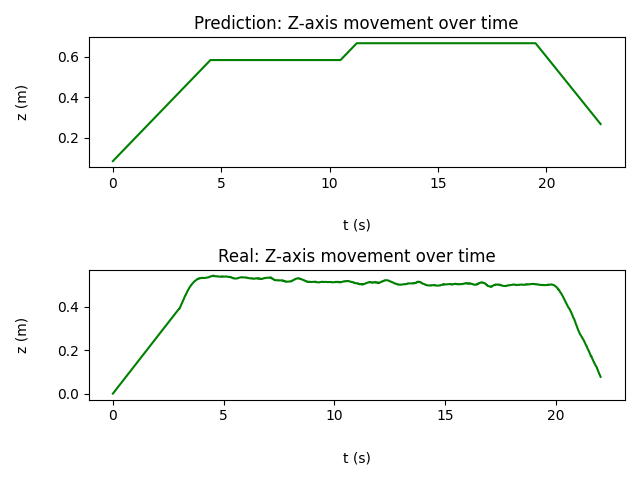 Prediction: Z-axis movement over time
0.6
0.4
0.2
z (m)
0 5 10 15 20
t (s)
Real: Z-axis movement over time
0.4
0.2
0.0
z (m)
0 5 10 15 20
t (s)